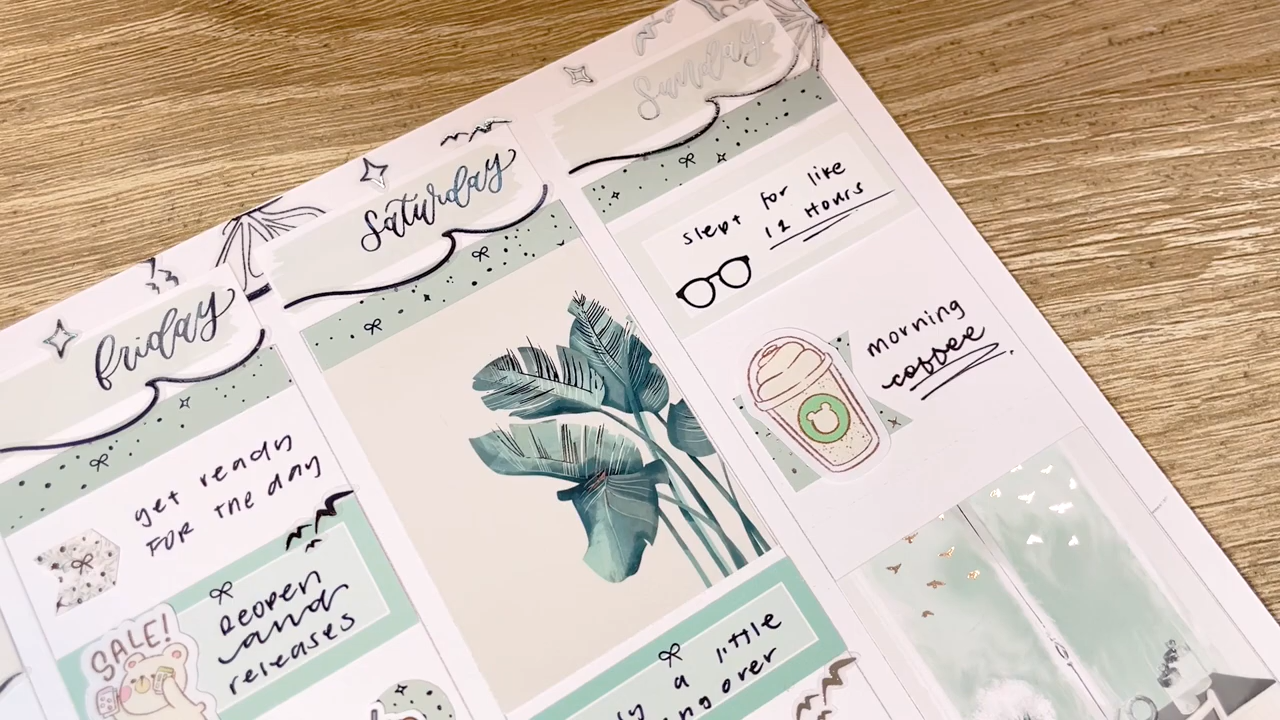 Friday
get ready
FOR the day
SALE!
Reopen
and
releases
Saturday
a little
over
Sunday
slept for like
12 Hours
morning
coffee